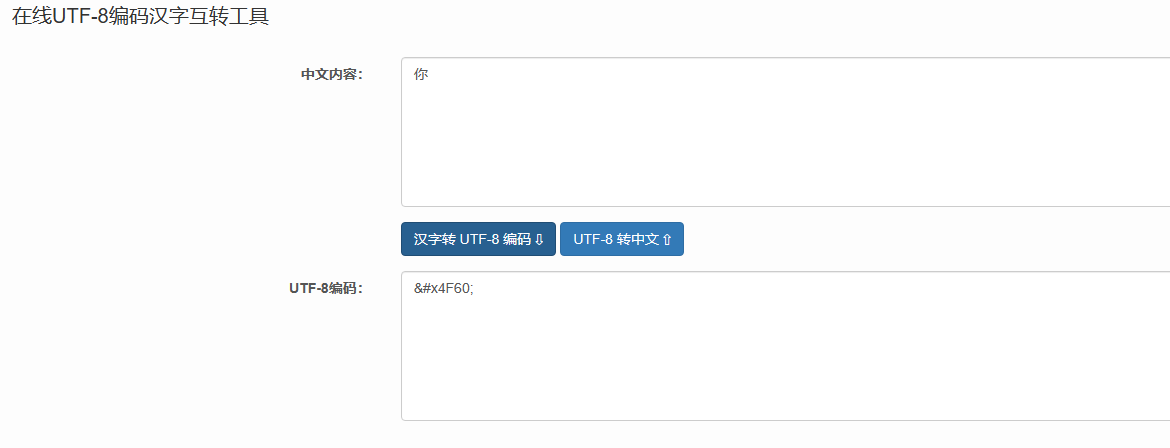 在线UTF-8编码汉字互转工具
中文内容：
你
汉字转 UTF-8 编码⇩ UTF-8 转中文⇧
UTF-8编码：
&#x4F60;